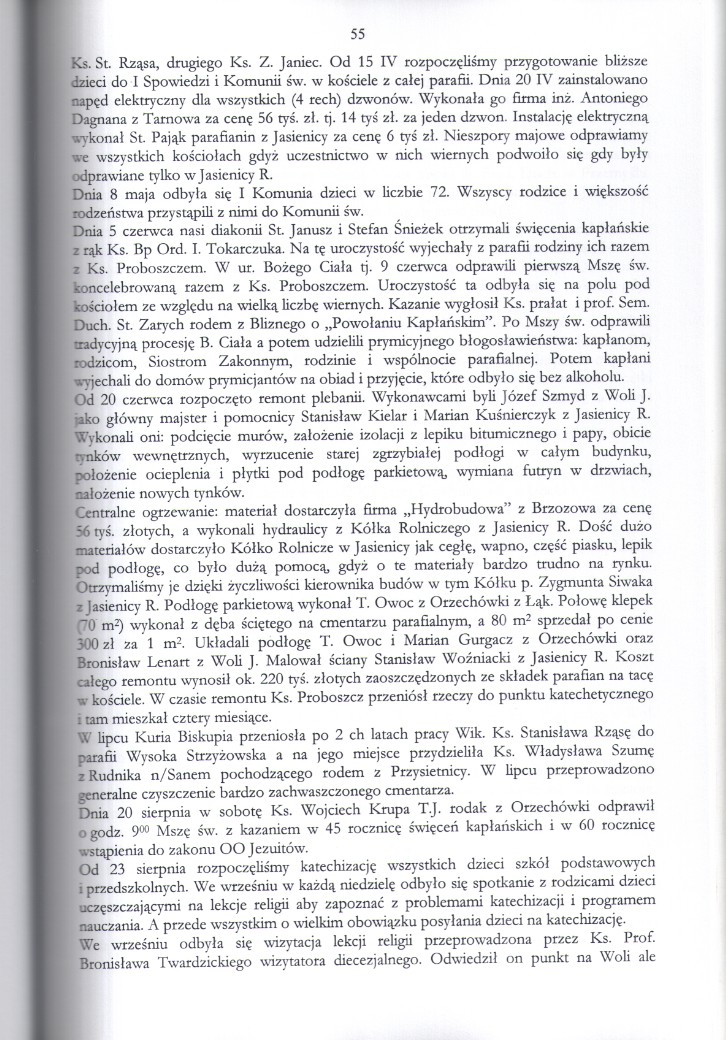 55
Ks. St. Rząsa, drugiego Ks. Z. Janiec. Od 15 IV rozpoczęliśmy przygotowanie bliższe
dzieci do I Spowiedzi i Komunii św. w kościele z całej parafii. Dnia 20 IV zainstalowano
napęd elektryczny dla wszystkich (4 rech) dzwonów. Wykonała go firma inż. Antoniego
Dagnana z Tarnowa za cenę 56 tyś. zł. tj. 14 tyś zł. za jeden dzwon. Instalację elektryczną
wykonał St. Pająk parafianin z Jasienicy za cenę 6 tyś zł. Nieszpory majowe odprawiamy
we wszystkich kościołach gdyż uczestnictwo w nich wiernych podwoiło się gdy były
odprawiane tylko w Jasienicy R.
Dnia 8 maja odbyła się I Komunia dzieci w liczbie 72. Wszyscy rodzice i większość
rodzeństwa przystąpili z nimi do Komunii św.
Dnia 5 czerwca nasi diakonii St. Janusz i Stefan Śnieżek otrzymali święcenia kapłańskie
z rąk Ks. Bp Ord. I. Tokarczuka. Na tę uroczystość wyjechały z parafii rodziny ich razem
z Ks. Proboszczem. W ur. Bożego Ciała tj. 9 czerwca odprawili pierwszą Mszę św.
koncelebrowaną razem z Ks. Proboszczem. Uroczystość ta odbyła się na polu pod
kościołem ze względu na wielką liczbę wiernych. Kazanie wygłosił Ks. prałat i prof. Sem.
Duch. St. Zarych rodem z Bliznego o „Powołaniu Kapłańskim”. Po Mszy św. odprawili
tradycyjną procesję B. Ciała a potem udzielili prymicyjnego błogosławieństwa: kapłanom,
rodzicom, Siostrom Zakonnym, rodzinie i wspólnocie parafialnej. Potem kapłani
wyjechali do domów prymicjantów na obiad i przyjęcie, które odbyło się bez alkoholu.
Od 20 czerwca rozpoczęto remont plebanii. Wykonawcami byli Józef Szmyd z Woli J.
jako główny majster i pomocnicy Stanisław Kielar i Marian Kuśnierczyk z Jasienicy R.
Wykonali oni: podcięcie murów, założenie izolacji z lepiku bitumicznego i papy, obicie
tynków wewnętrznych, wyrzucenie starej zgrzybiałej podłogi w całym budynku,
położenie ocieplenia i płytki pod podłogę parkietową, wymiana futryn w drzwiach,
nałożenie nowych tynków.
Centralne ogrzewanie: materiał dostarczyła firma „Hydrobudowa” z Brzozowa za cenę
56 tyś. złotych, a wykonali hydraulicy z Kółka Rolniczego z Jasienicy R. Dość dużo
materiałów dostarczyło Kółko Rolnicze w Jasienicy jak cegłę, wapno, część piasku, lepik
pod podłogę, co było dużą pomocą, gdyż o te materiały bardzo trudno na rynku.
Otrzymaliśmy je dzięki życzliwości kierownika budów w tym Kółku p. Zygmunta Siwaka
z Jasienicy R. Podłogę parkietową wykonał T. Owoc z Orzechówki z Łąk. Połowę klepek
(70 m²) wykonał z dęba ściętego na cmentarzu parafialnym, a 80 m² sprzedał po cenie
300 zł za 1 m². Układali podłogę T. Owoc i Marian Gurgacz z Orzechówki oraz
Bronisław Lenart z Woli J. Malował ściany Stanisław Woźniacki z Jasienicy R. Koszt
całego remontu wynosił ok. 220 tyś. złotych zaoszczędzonych ze składek parafian na tacę
w kościele. W czasie remontu Ks. Proboszcz przeniósł rzeczy do punktu katechetycznego
i tam mieszkał cztery miesiące.
W lipcu Kuria Biskupia przeniosła po 2 ch latach pracy Wik. Ks. Stanisława Rząsę do
parafii Wysoka Strzyżowska a na jego miejsce przydzieliła Ks. Władysława Szumę
z Rudnika n/Sanem pochodzącego rodem z Przysietnicy. W lipcu przeprowadzono
generalne czyszczenie bardzo zachwaszczonego cmentarza.
Dnia 20 sierpnia w sobotę Ks. Wojciech Krupa T.J. rodak z Orzechówki odprawił
o godz. 9⁰⁰ Mszę św. z kazaniem w 45 rocznicę święceń kapłańskich i w 60 rocznicę
wstąpienia do zakonu OO Jezuitów.
Od 23 sierpnia rozpoczęliśmy katechizację wszystkich dzieci szkół podstawowych
i przedszkolnych. We wrześniu w każdą niedzielę odbyło się spotkanie z rodzicami dzieci
uczęszczającymi na lekcje religii aby zapoznać z problemami katechizacji i programem
nauczania. A przede wszystkim o wielkim obowiązku posyłania dzieci na katechizację.
We wrześniu odbyła się wizytacja lekcji religii przeprowadzona przez Ks. Prof.
Bronisława Twardzickiego wizytatora diecezjalnego. Odwiedził on punkt na Woli ale